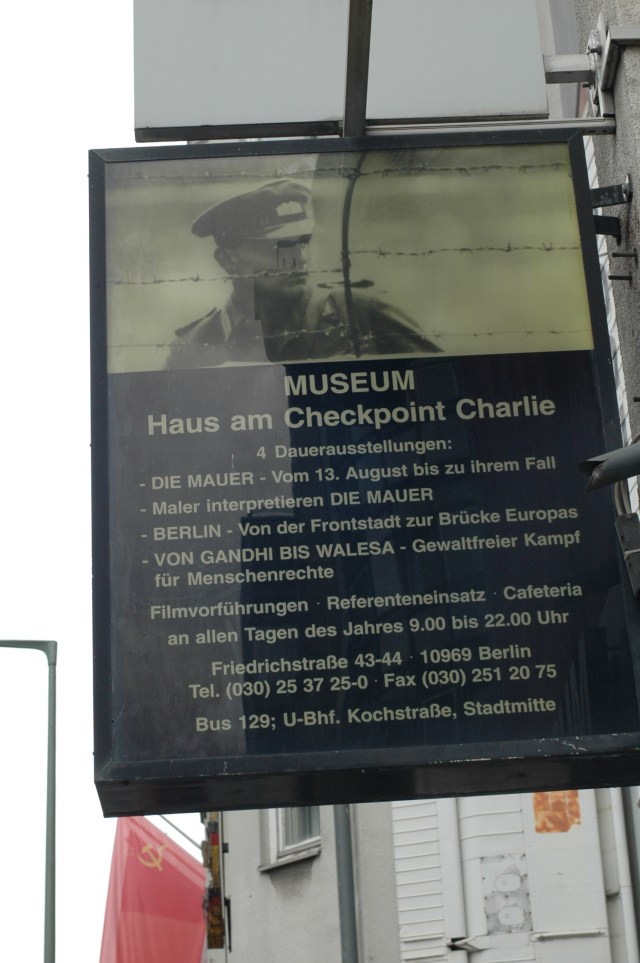 MUSEUM
Haus am Checkpoint Charlie
4 Dauerausstellungen:
- DIE MAUER - Vom 13. August bis zu ihrem Fall
- Maler interpretieren DIE MAUER
- BERLIN - Von der Frontstadt zur Brücke Europas
- VON GANDHI BIS WALESA - Gewaltfreier Kampf
für Menschenrechte
Filmvorführungen · Referenteneinsatz · Cafeteria
an allen Tagen des Jahres 9.00 bis 22.00 Uhr
Friedrichstraße 43-44 · 10969 Berlin
Tel. (030) 25 37 25-0 · Fax (030) 251 20 75
Bus 129; U-Bhf. Kochstraße, Stadtmitte